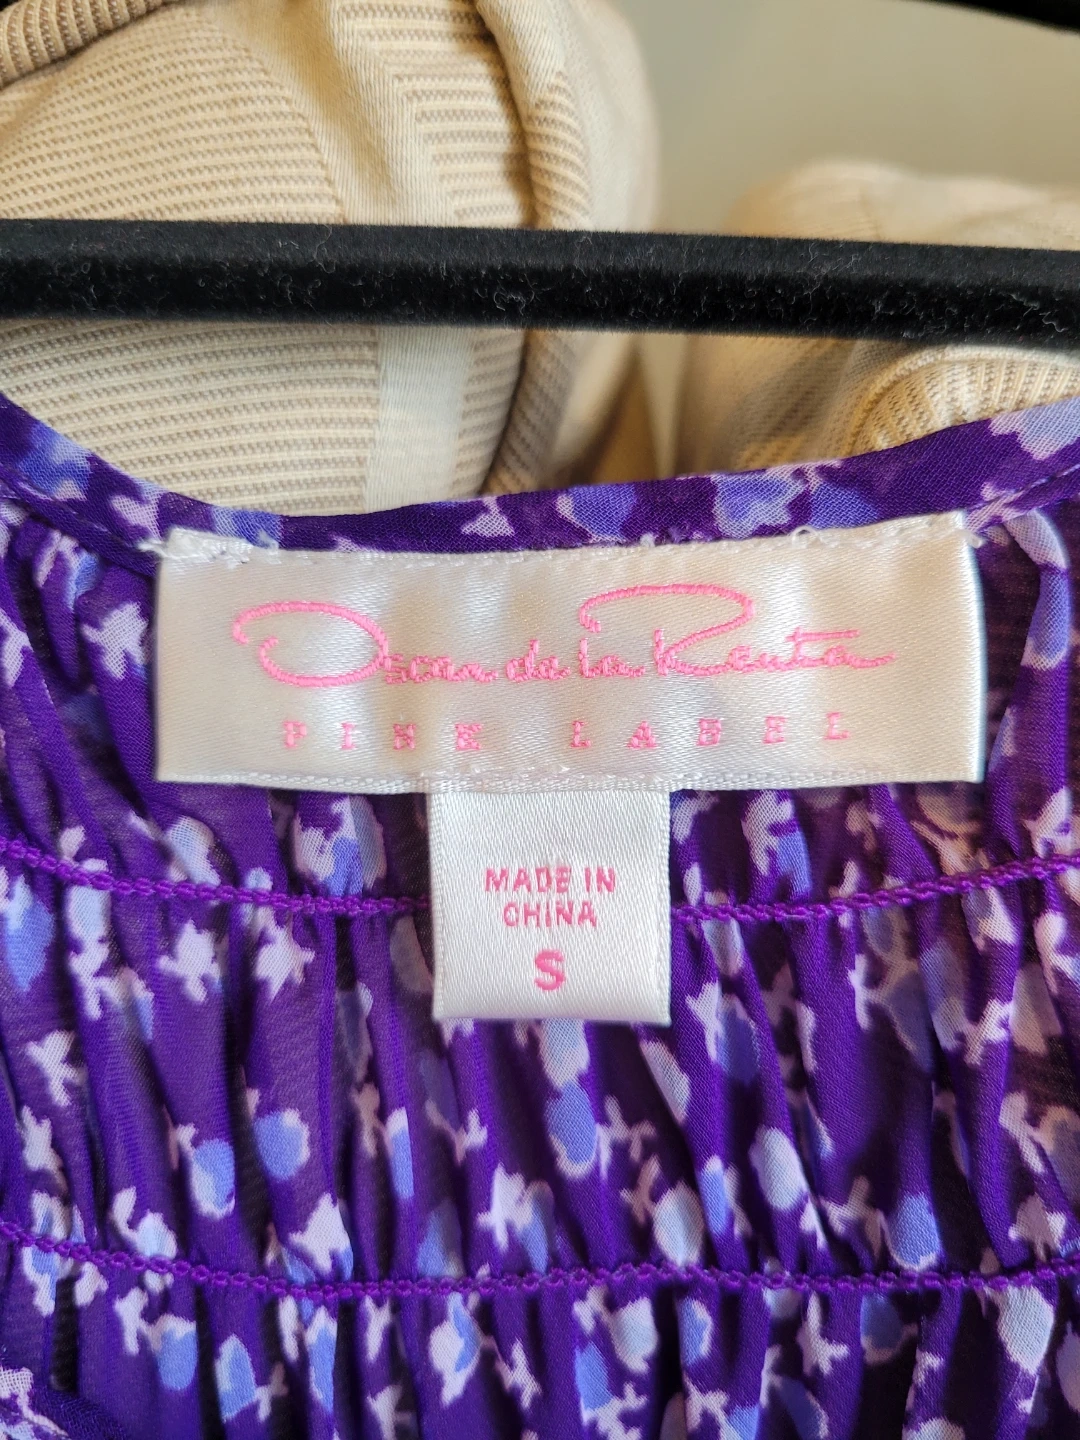 Oscar de la Renta
PINK LABEL
MADE IN
CHINA
S